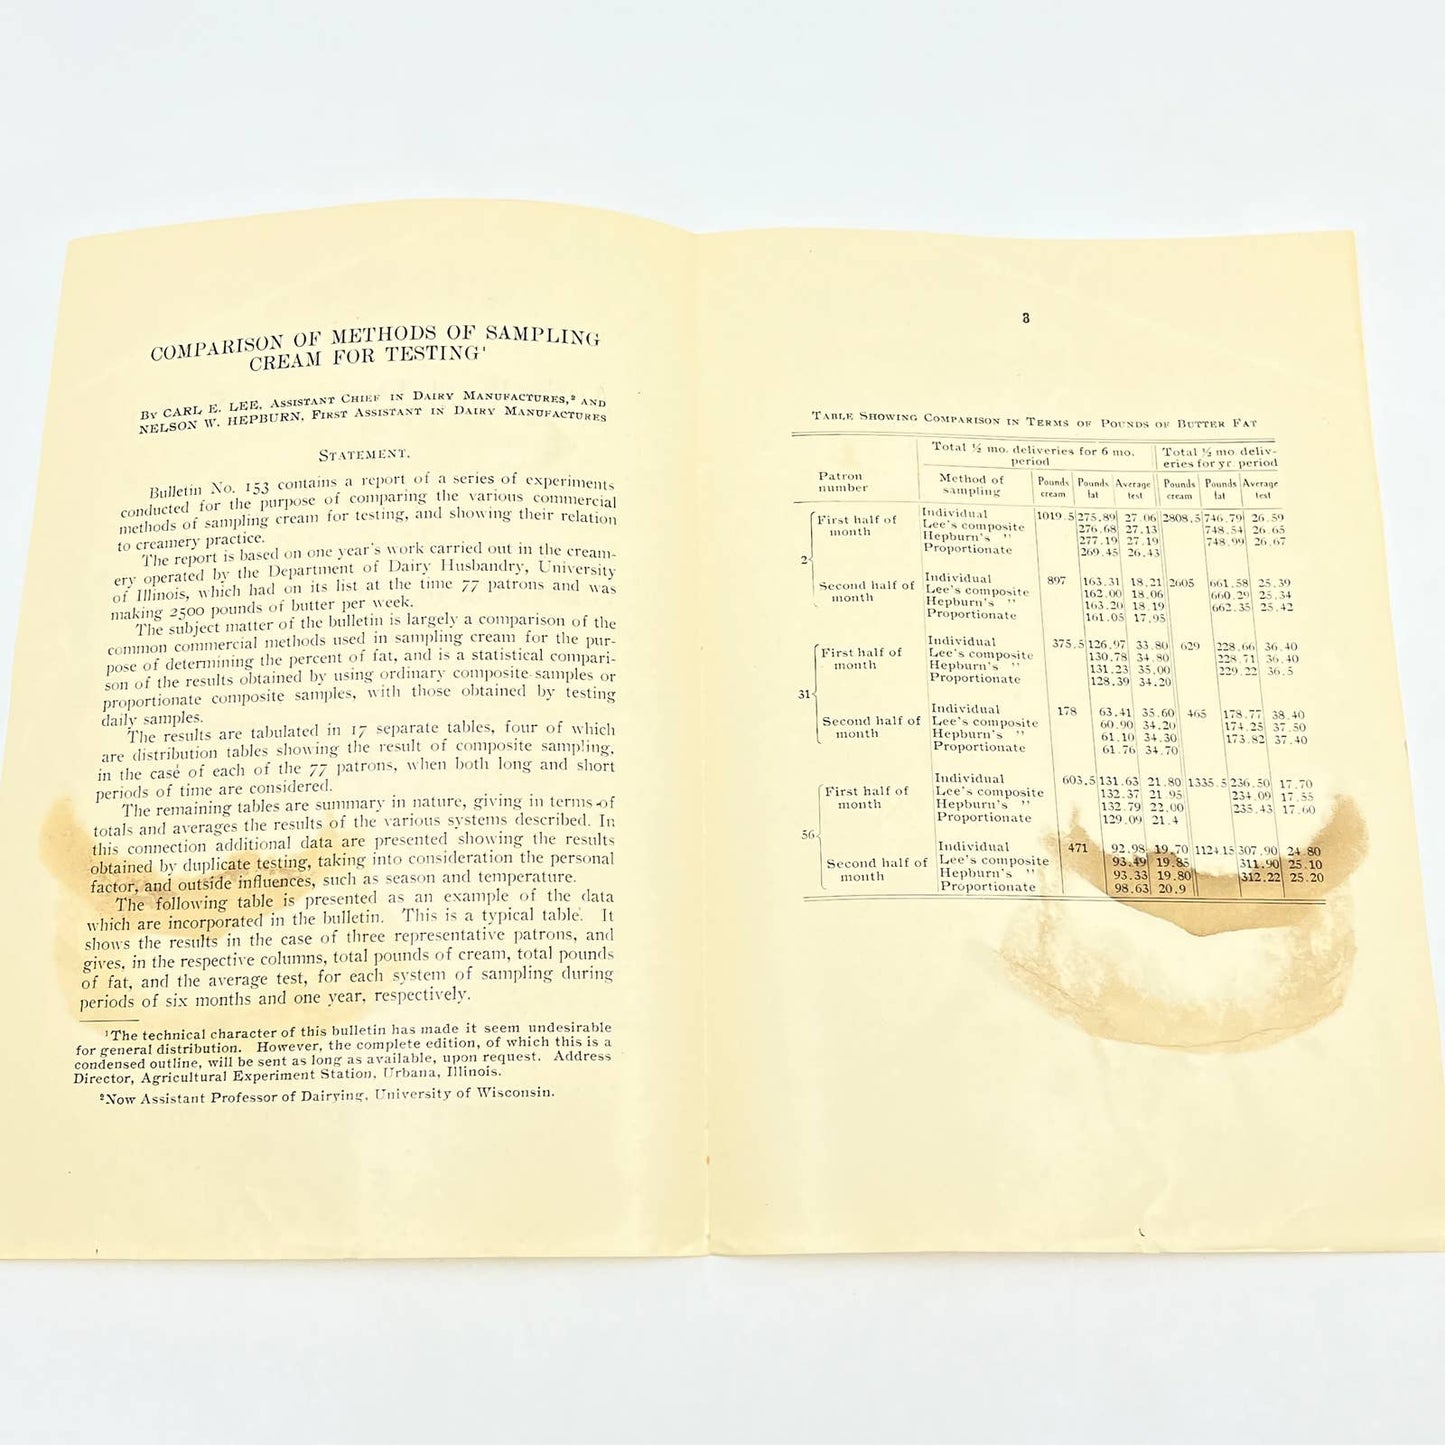 COMPARISON OF METHODS OF SAMPLING
CREAM FOR TESTING¹
By CARL E. LEE, Assistant Chief in Dairy Manufactures,² and
NELSON W. HEPBURN, First Assistant in Dairy Manufactures
Statement.
Bulletin No. 153 contains a report of a series of experiments
conducted for the purpose of comparing the various commercial
methods of sampling cream for testing, and showing their relation
to creamery practice.
The report is based on one year's work carried out in the cream-
ery operated by the Department of Dairy Husbandry, University
of Illinois, which had on its list at the time 77 patrons and was
making 2500 pounds of butter per week.
The subject matter of the bulletin is largely a comparison of the
common commercial methods used in sampling cream for the pur-
pose of determining the percent of fat, and is a statistical compari-
son of the results obtained by using ordinary composite samples or
proportionate composite samples, with those obtained by testing
daily samples.
The results are tabulated in 17 separate tables, four of which
are distribution tables showing the result of composite sampling,
in the case of each of the 77 patrons, when both long and short
periods of time are considered.
The remaining tables are summary in nature, giving in terms of
totals and averages the results of the various systems described. In
this connection additional data are presented showing the results
obtained by duplicate testing, taking into consideration the personal
factor, and outside influences, such as season and temperature.
The following table is presented as an example of the data
which are incorporated in the bulletin. This is a typical table. It
shows the results in the case of three representative patrons, and
gives, in the respective columns, total pounds of cream, total pounds
of fat, and the average test, for each system of sampling during
periods of six months and one year, respectively.
¹The technical character of this bulletin has made it seem undesirable
for general distribution. However, the complete edition, of which this is a
condensed outline, will be sent as long as available, upon request. Address
Director, Agricultural Experiment Station, Urbana, Illinois.
²Now Assistant Professor of Dairying, University of Wisconsin.
3
Table Showing Comparison in Terms of Pounds of Butter Fat
Patron number | Total ½ mo. deliveries for 6 mo. period | Total ½ mo deliv-eries for yr. period
Method of sampling | Pounds cream | Pounds fat | Average test | Pounds cream | Pounds fat | Average test
2 First half of month Individual 1019.5 275.89 27.06 2808.5 746.79 26.59
Lee's composite 276.68 27.13 748.54 26.65
Hepburn's " 277.19 27.19 748.99 26.67
Proportionate 269.45 26.43
Second half of month Individual 897 163.31 18.21 2605 661.58 25.39
Lee's composite 162.00 18.06 660.29 25.34
Hepburn's " 163.20 18.19 662.35 25.42
Proportionate 161.05 17.95
31 First half of month Individual 375.5 126.97 33.80 629 228.66 36.40
Lee's composite 130.78 34.80 228.71 36.40
Hepburn's " 131.23 35.00 229.22 36.5
Proportionate 128.39 34.20
Second half of month Individual 178 63.41 35.60 465 178.77 38.40
Lee's composite 60.90 34.20 174.25 37.50
Hepburn's " 61.10 34.30 173.82 37.40
Proportionate 61.76 34.70
56 First half of month Individual 603.5 131.63 21.80 1335.5 236.50 17.70
Lee's composite 132.37 21.95 234.09 17.55
Hepburn's " 132.79 22.00 235.43 17.60
Proportionate 129.09 21.4
Second half of month Individual 471 92.98 19.70 1124.15 307.90 24.80
Lee's composite 93.49 19.85 311.90 25.10
Hepburn's " 93.33 19.80 312.22 25.20
Proportionate 98.63 20.9